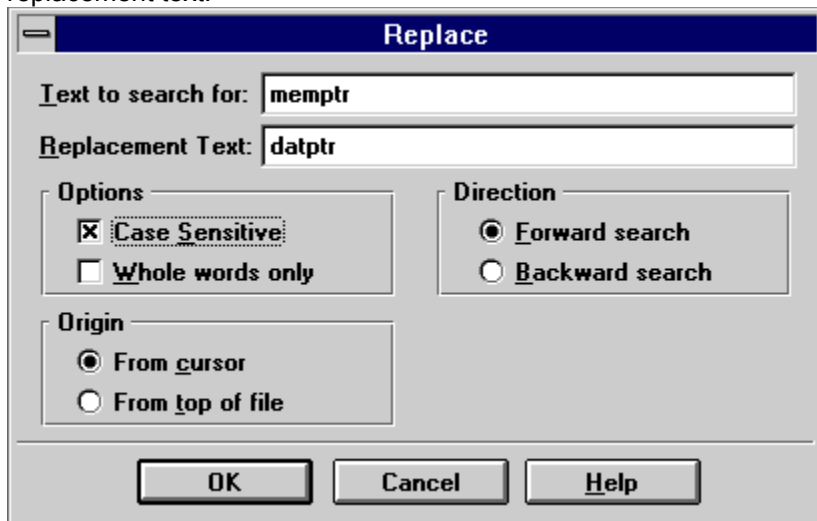 replacement text.
Replace
Text to search for: memptr
Replacement Text: datptr
Options
Case Sensitive
Whole words only
Direction
Forward search
Backward search
Origin
From cursor
From top of file
OK Cancel Help